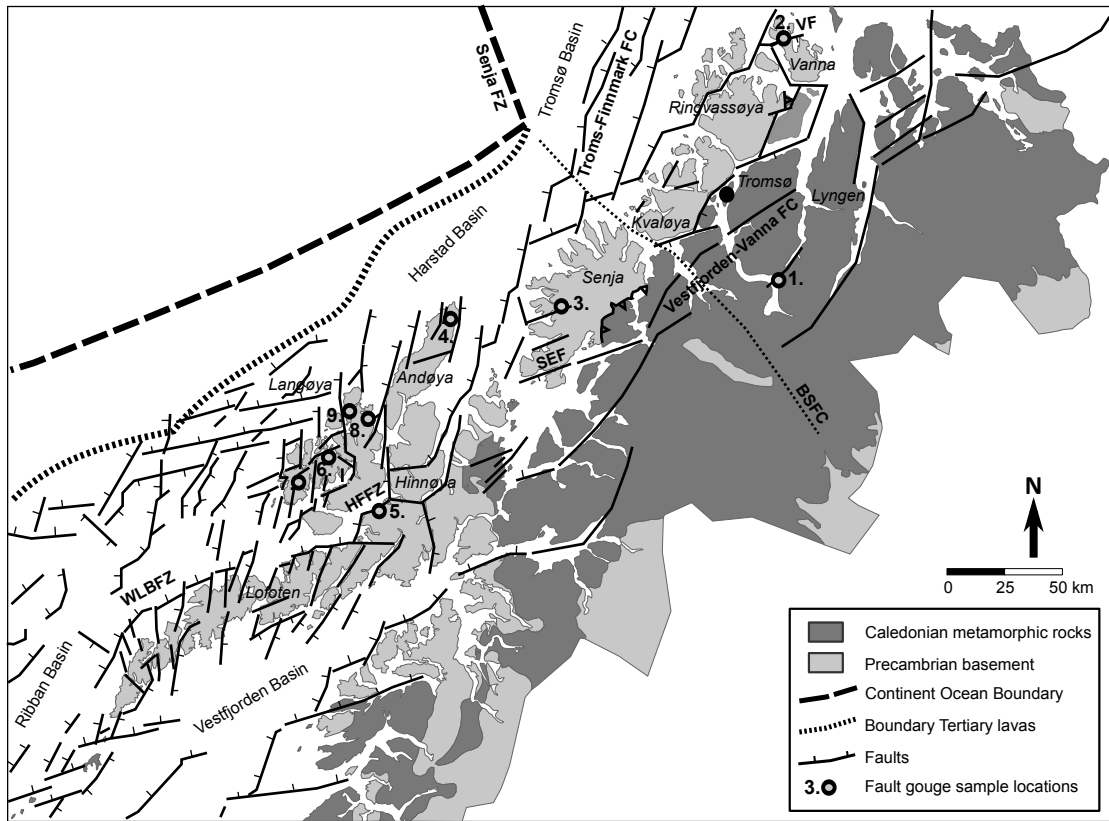 2. VF
Vanna
Senja FZ
Tromsø Basin
Troms-Finnmark FC
Ringvassøya
Tromsø
Lyngen
Kvaløya
Vestfjorden-Vanna FC
Harstad Basin
Senja
1.
3.
4.
SEF
BSFC
Andøya
Langøya
9.
8.
6.
7.
Hinnøya
HFFZ
5.
N
WLBFZ
Lofoten
0 25 50 km
Ribban Basin
Vestfjorden Basin
Caledonian metamorphic rocks
Precambrian basement
Continent Ocean Boundary
Boundary Tertiary lavas
Faults
3. Fault gouge sample locations